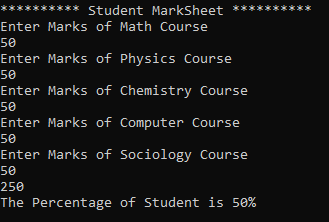 ********** Student MarkSheet **********
Enter Marks of Math Course
50
Enter Marks of Physics Course
50
Enter Marks of Chemistry Course
50
Enter Marks of Computer Course
50
Enter Marks of Sociology Course
50
250
The Percentage of Student is 50%